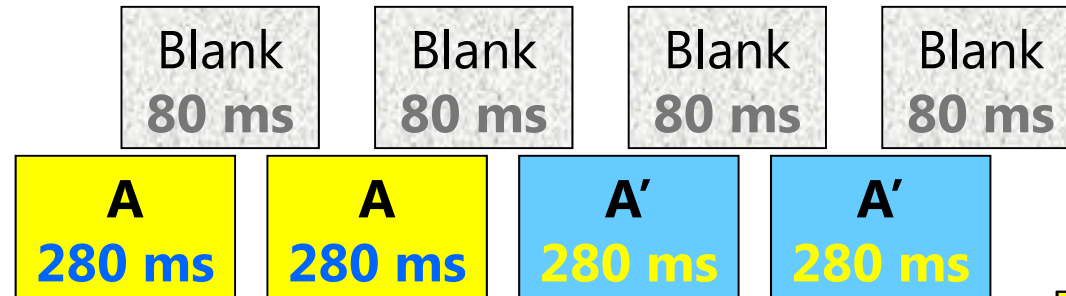 Blank Blank Blank Blank
80 ms 80 ms 80 ms 80 ms
A A A′ A′
280 ms 280 ms 280 ms 280 ms